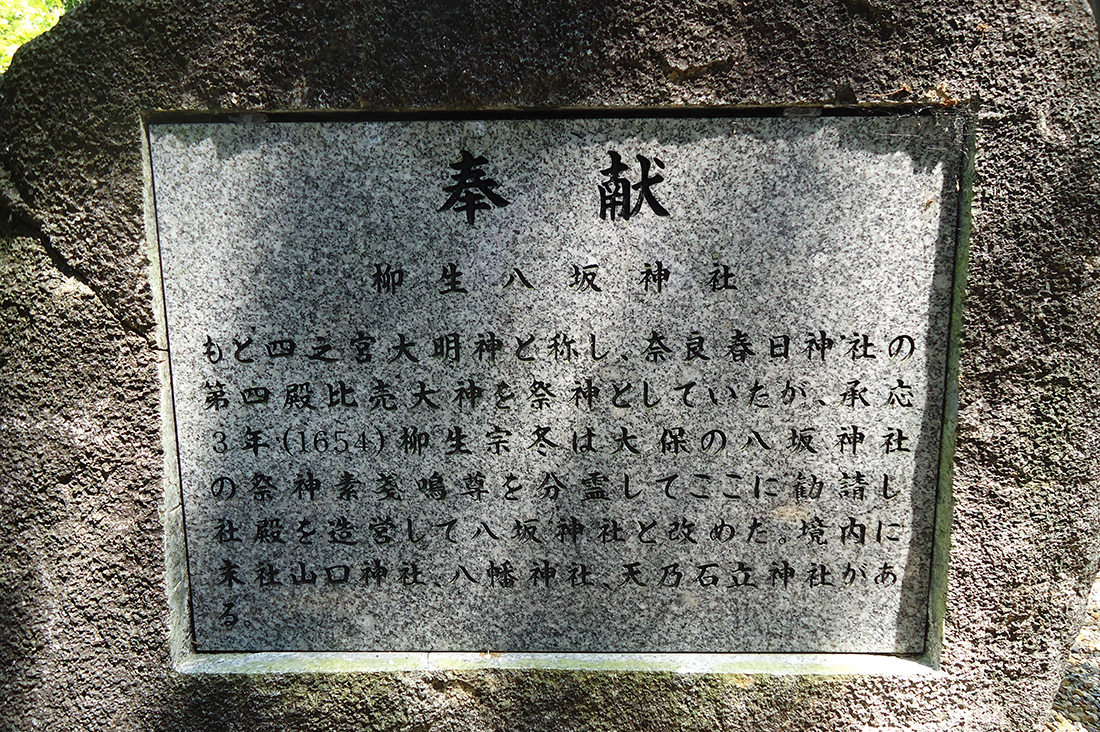 奉献
柳生八坂神社
もと四之宮大明神と称し、奈良春日神社の
第四殿比売大神を祭神としていたが、承応
3年(1654)柳生宗冬は大保の八坂神社
の祭神素戔嗚尊を分霊してここに勧請し
社殿を造営して八坂神社と改めた。境内に
末社山口神社、八幡神社、天乃石立神社があ
る。